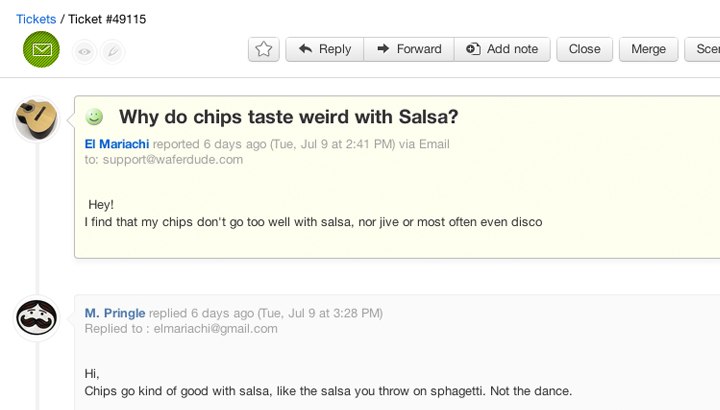 Tickets / Ticket #49115
Reply
Forward
Add note
Close
Merge
Why do chips taste weird with Salsa?
El Mariachi reported 6 days ago (Tue, Jul 9 at 2:41 PM) via Email
to: support@waferdude.com
Hey!
I find that my chips don't go too well with salsa, nor jive or most often even disco
M. Pringle replied 6 days ago (Tue, Jul 9 at 3:28 PM)
Replied to : elmariachi@gmail.com
Hi,
Chips go kind of good with salsa, like the salsa you throw on sphagetti. Not the dance.